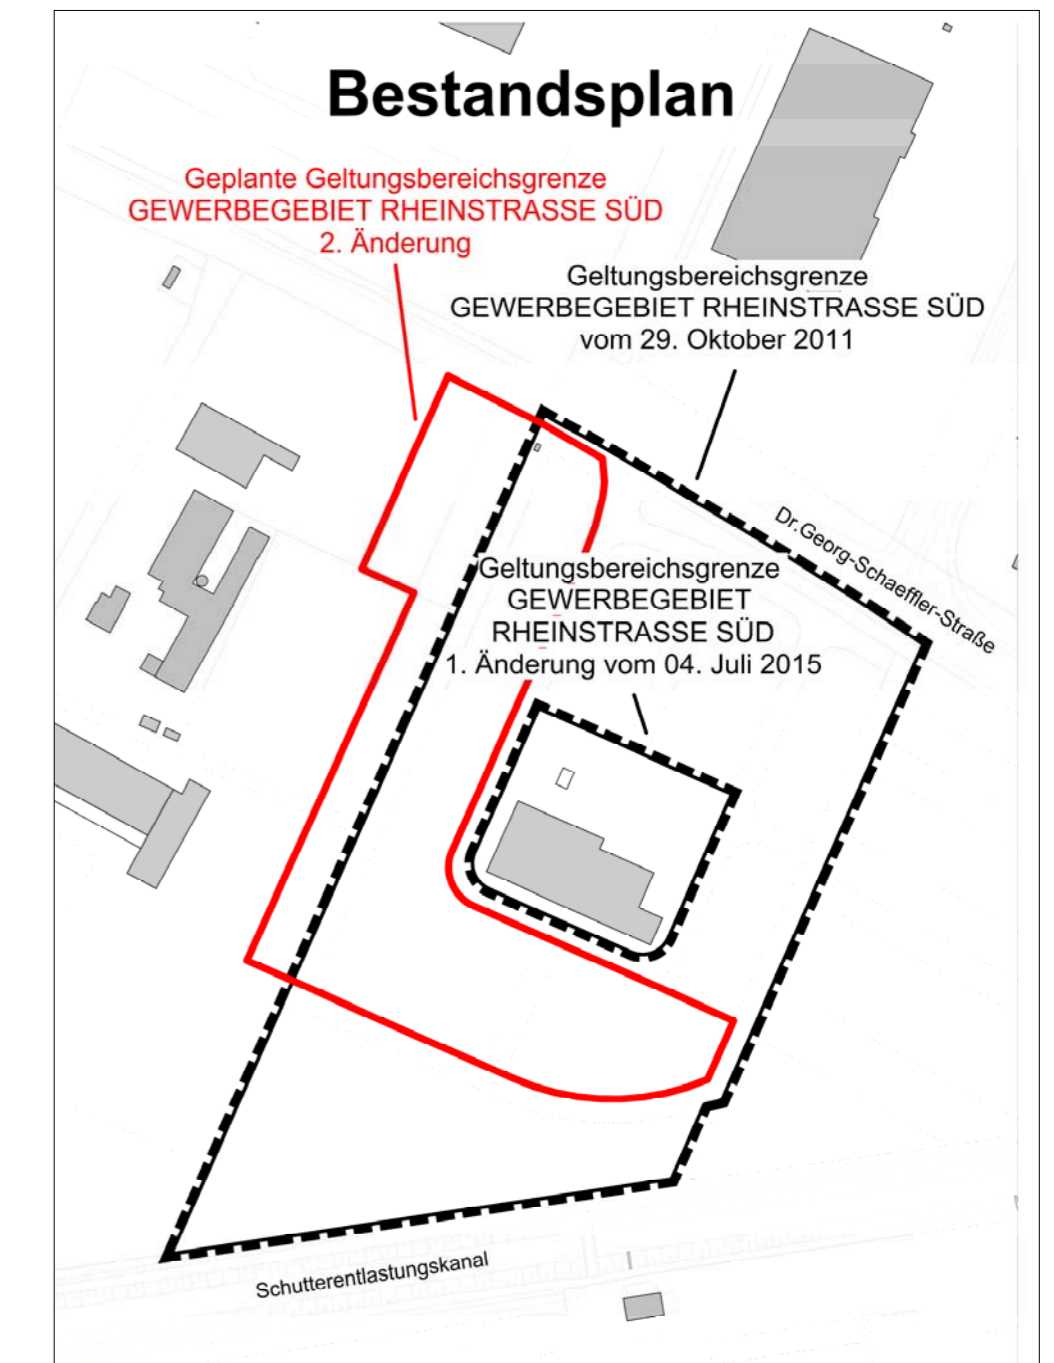 Bestandsplan
Geplante Geltungsbereichsgrenze
GEWERBEGEBIET RHEINSTRASSE SÜD
2. Änderung
Geltungsbereichsgrenze
GEWERBEGEBIET RHEINSTRASSE SÜD
vom 29. Oktober 2011
Dr.Georg-Schaeffler-Straße
Geltungsbereichsgrenze
GEWERBEGEBIET
RHEINSTRASSE SÜD
1. Änderung vom 04. Juli 2015
Schutterentlastungskanal